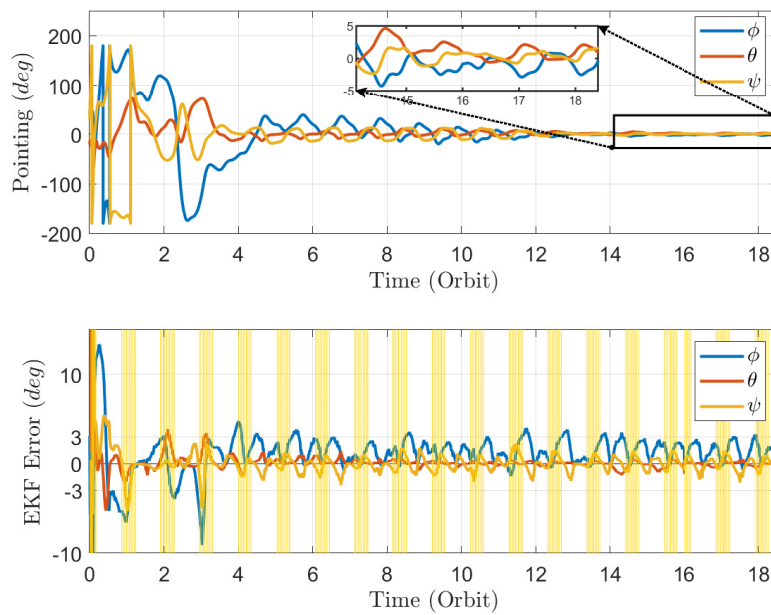 200
100
0
-100
-200
Pointing (deg)
5
0
-5
15 16 17 18
ϕ
θ
ψ
0 2 4 6 8 10 12 14 16 18
Time (Orbit)
10
3
0
-3
-10
EKF Error (deg)
ϕ
θ
ψ
0 2 4 6 8 10 12 14 16 18
Time (Orbit)